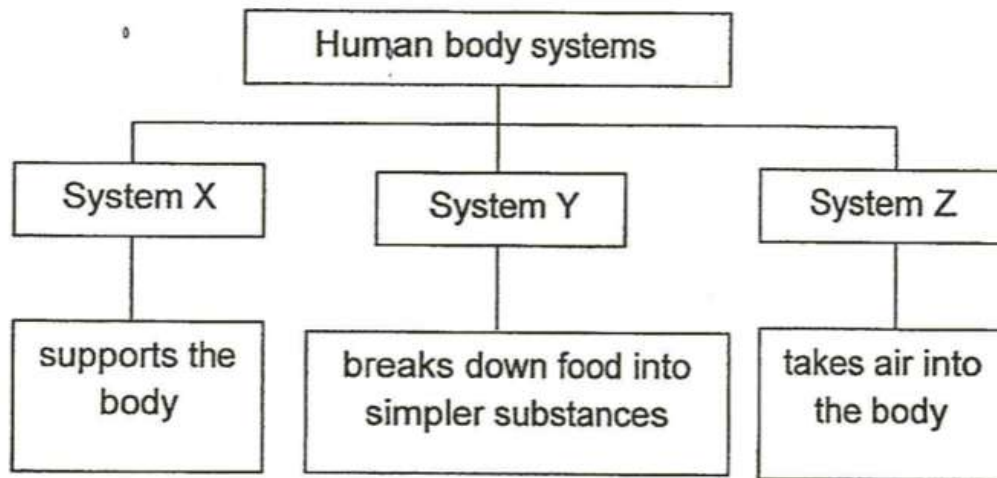 Human body systems
System X
System Y
System Z
supports the
body
breaks down food into
simpler substances
takes air into
the body